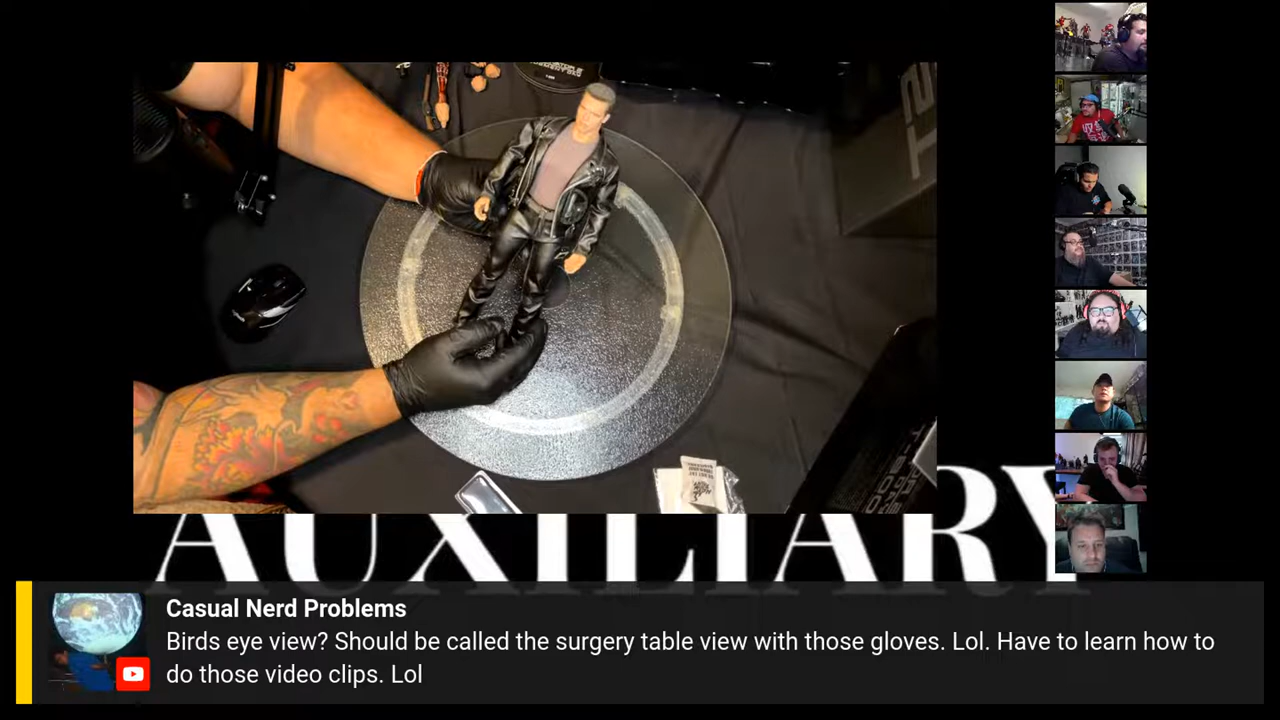 T2
AUXILIARY
Casual Nerd Problems
Birds eye view? Should be called the surgery table view with those gloves. Lol. Have to learn how to
do those video clips. Lol